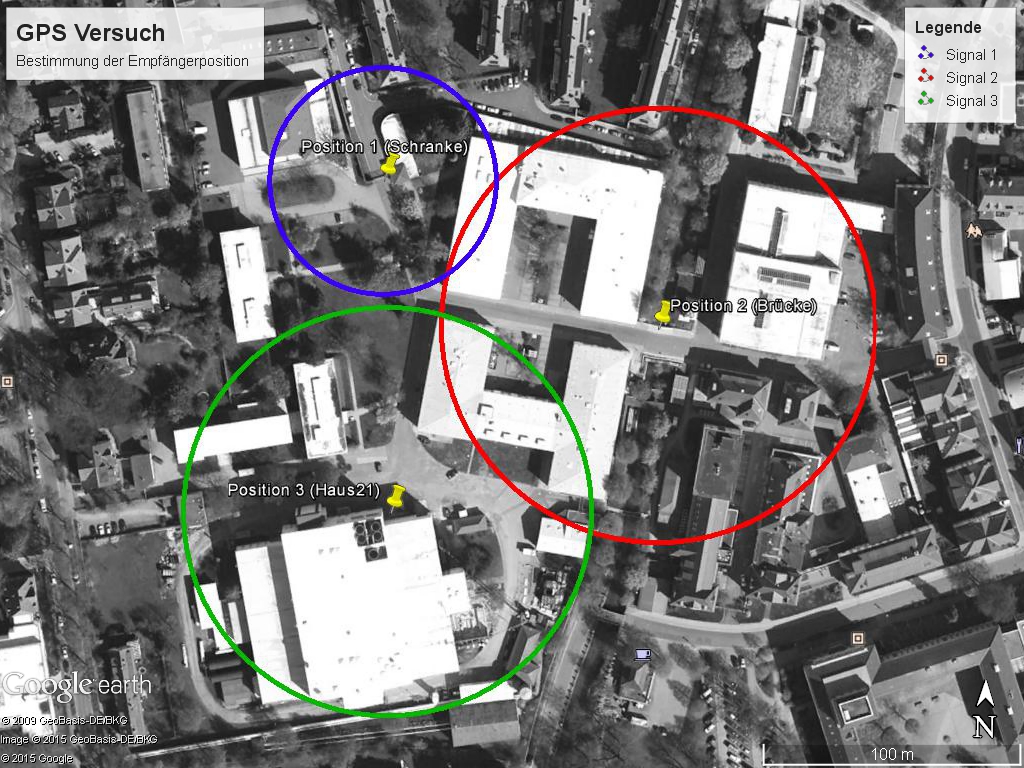 GPS Versuch
Bestimmung der Empfängerposition
Legende
Signal 1
Signal 2
Signal 3
Position 1 (Schranke)
Position 2 (Brücke)
Position 3 (Haus21)
Google earth
© 2009 GeoBasis-DE/BKG
Image © 2015 GeoBasis-DE/BKG
© 2015 Google
100 m
N